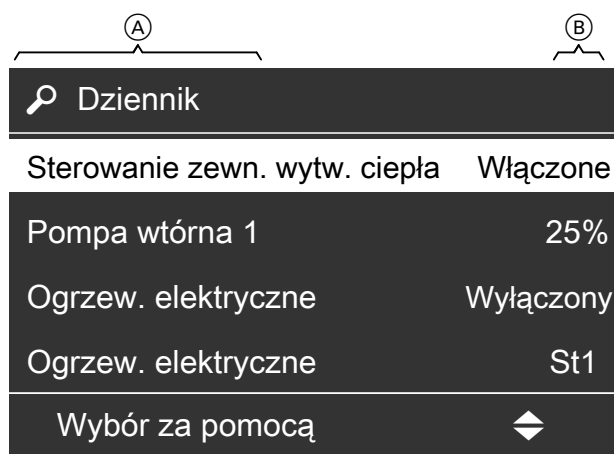 A B
Dziennik
Sterowanie zewn. wytw. ciepła Włączone
Pompa wtórna 1 25%
Ogrzew. elektryczne Wyłączony
Ogrzew. elektryczne St1
Wybór za pomocą